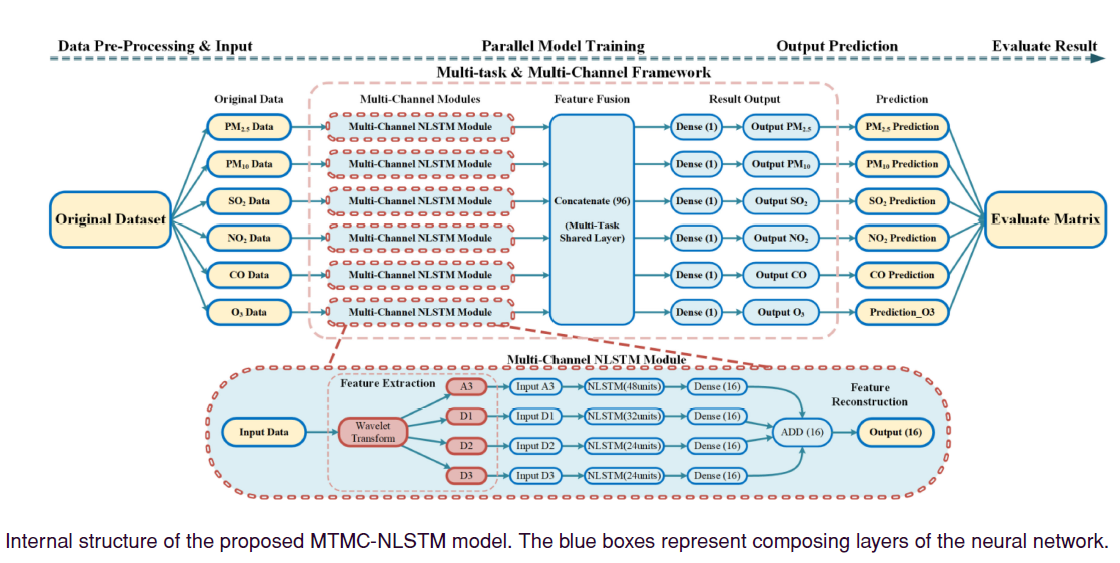 Data Pre-Processing & Input Parallel Model Training Output Prediction Evaluate Result
Multi-task & Multi-Channel Framework
Original Data Multi-Channel Modules Feature Fusion Result Output Prediction
PM2.5 Data Multi-Channel NLSTM Module Dense (1) Output PM2.5 PM2.5 Prediction
PM10 Data Multi-Channel NLSTM Module Dense (1) Output PM10 PM10 Prediction
SO2 Data Multi-Channel NLSTM Module Concatenate (96) Dense (1) Output SO2 SO2 Prediction
Original Dataset (Multi-Task Evaluate Matrix
NO2 Data Multi-Channel NLSTM Module Shared Layer) Dense (1) Output NO2 NO2 Prediction
CO Data Multi-Channel NLSTM Module Dense (1) Output CO CO Prediction
O3 Data Multi-Channel NLSTM Module Dense (1) Output O3 Prediction_O3
Multi-Channel NLSTM Module
Feature Extraction A3 Input A3 NLSTM(48units) Dense (16) Feature
Reconstruction
D1 Input D1 NLSTM(32units) Dense (16)
Input Data Wavelet
Transform ADD (16) Output (16)
D2 Input D2 NLSTM(24units) Dense (16)
D3 Input D3 NLSTM(24units) Dense (16)
Internal structure of the proposed MTMC-NLSTM model. The blue boxes represent composing layers of the neural network.